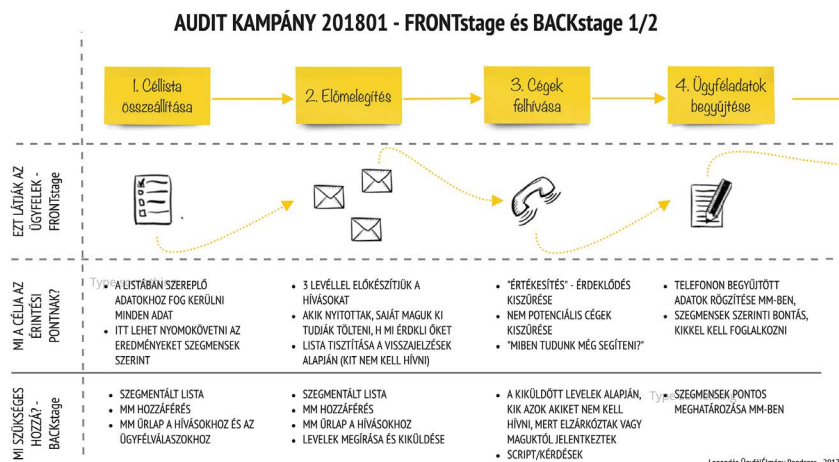 AUDIT KAMPÁNY 201801 - FRONTstage és BACKstage 1/2
1. Céllista
összeállítása
2. Előmelegítés
3. Cégek
felhívása
4. Ügyféladatok
begyűjtése
EZT LÁTJÁK AZ
ÜGYFELEK -
FRONTstage
MI A CÉLJA AZ
ÉRINTÉSI
PONTNAK?
• A LISTÁBAN SZEREPLŐ
ADATOKHOZ FOG KERÜLNI
MINDEN ADAT
• ITT LEHET NYOMOKÖVETNI AZ
EREDMÉNYEKET SZEGMENSEK
SZERINT
• 3 LEVÉLLEL ELŐKÉSZÍTJÜK A
HÍVÁSOKAT
• AKIK NYITOTTAK, SAJÁT MAGUK KI
TUDJÁK TÖLTENI, H MI ÉRDKLI ŐKET
• LISTA TISZTÍTÁSA A VISSZAJELZÉSEK
ALAPJÁN (KIT NEM KELL HÍVNI)
• "ÉRTÉKESÍTÉS" - ÉRDEKLŐDÉS
KISZŰRÉSE
• NEM POTENCIÁLIS CÉGEK
KISZŰRÉSE
• "MIBEN TUDUNK MÉG SEGÍTENI?"
• TELEFONON BEGYŰJTÖTT
ADATOK RÖGZÍTÉSE MM-BEN,
• SZEGMENSEK SZERINTI BONTÁS,
KIKKEL KELL FOGLALKOZNI
MI SZÜKSÉGES
HOZZÁ? -
BACKstage
• SZEGMENTÁLT LISTA
• MM HOZZÁFÉRÉS
• MM ŰRLAP A HÍVÁSOKHOZ ÉS AZ
ÜGYFÉLVÁLASZOKHOZ
• SZEGMENTÁLT LISTA
• MM HOZZÁFÉRÉS
• MM ŰRLAP A HÍVÁSOKHOZ
• LEVELEK MEGÍRÁSA ÉS KIKÜLDÉSE
• A KIKÜLDÖTT LEVELEK ALAPJÁN,
KIK AZOK AKIKET NEM KELL
HÍVNI, MERT ELZÁRKÓZTAK VAGY
MAGUKTÓL JELENTKEZTEK
• SCRIPT/KÉRDÉSEK
• SZEGMENSEK PONTOS
MEGHATÁROZÁSA MM-BEN